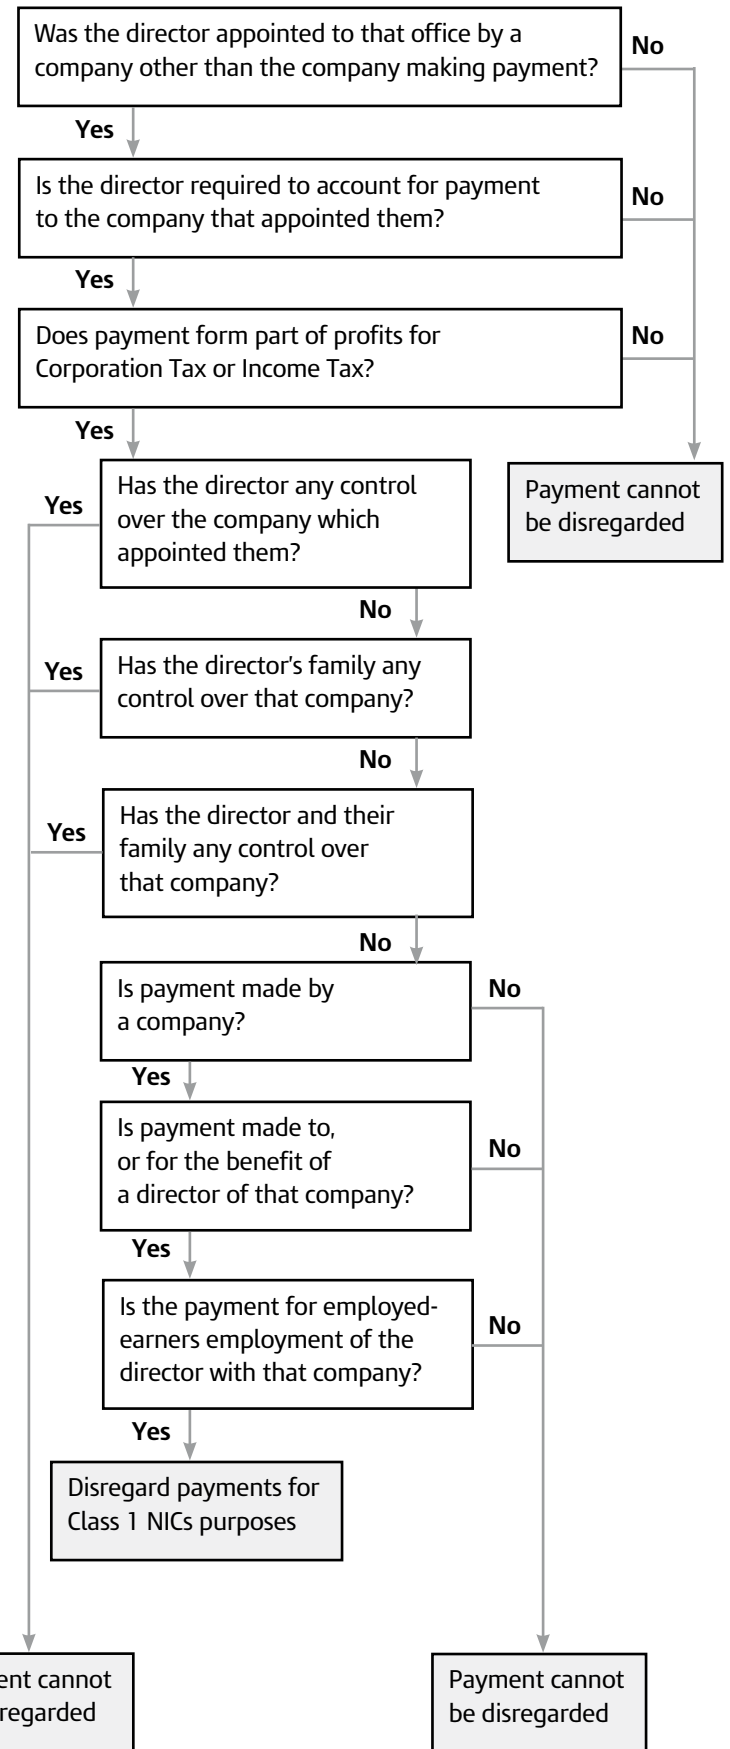 Was the director appointed to that office by a
company other than the company making payment?
No
Yes
Is the director required to account for payment
to the company that appointed them?
No
Yes
Does payment form part of profits for
Corporation Tax or Income Tax?
No
Yes
Has the director any control
over the company which
appointed them?
Yes
Payment cannot
be disregarded
No
Has the director's family any
control over that company?
Yes
No
Has the director and their
family any control over
that company?
Yes
No
Is payment made by
a company?
No
Yes
Is payment made to,
or for the benefit of
a director of that company?
No
Yes
Is the payment for employed-
earners employment of the
director with that company?
No
Yes
Disregard payments for
Class 1 NICs purposes
cannot
Payment cannot
be disregarded